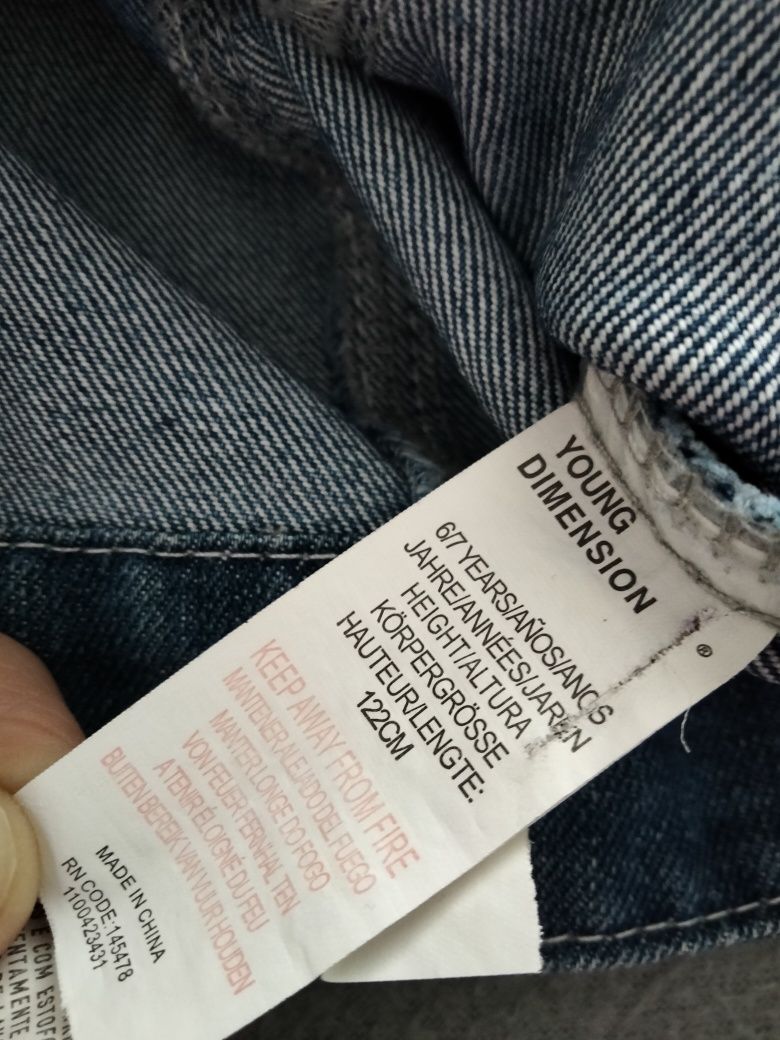 YOUNG
DIMENSION
®
6/7 YEARS/AÑOS/ANOS
JAHRE/ANNÉES/JAREN
HEIGHT/ALTURA
KÖRPERGRÖSSE
HAUTEUR/LENGTE:
122CM
KEEP AWAY FROM FIRE
MANTENER ALEJADO DEL FUEGO
MANTER LONGE DO FOGO
VON FEUER FERNHALTEN
A TENIR ÉLOIGNÉ DU FEU
BUITEN BEREIK VAN VUUR HOUDEN
MADE IN CHINA
RN CODE:145478
1100423431
COM